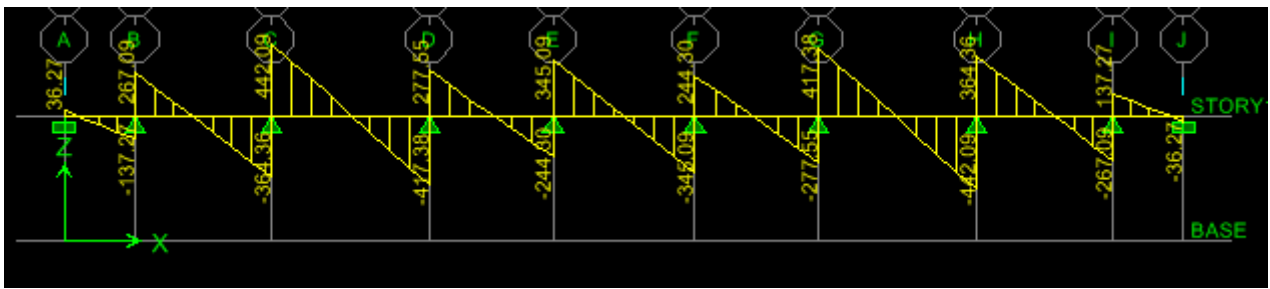 A B C D E F G H I J
36.27 267.09 442.09 277.55 345.09 244.30 417.38 364.36 137.27
STORY1
-137.27 -364.36 -417.38 -244.30 -345.09 -277.55 -442.09 -267.09 -36.27
Z
X
BASE